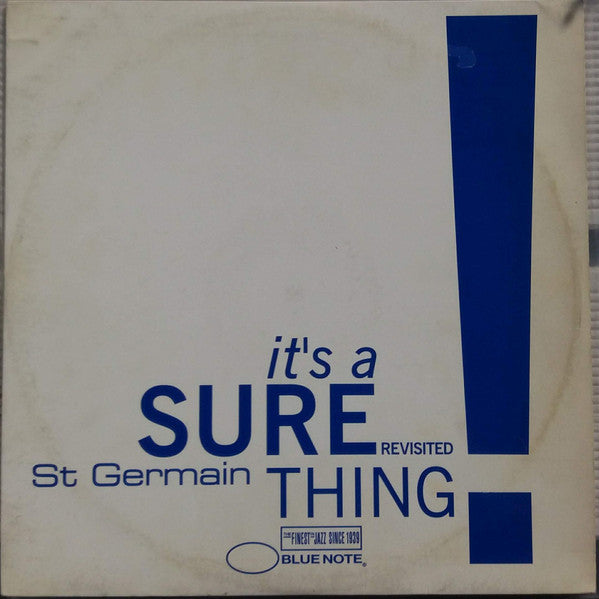 it's a
SURE
REVISITED
St Germain
THING!
THE FINEST IN JAZZ SINCE 1939
BLUE NOTE®